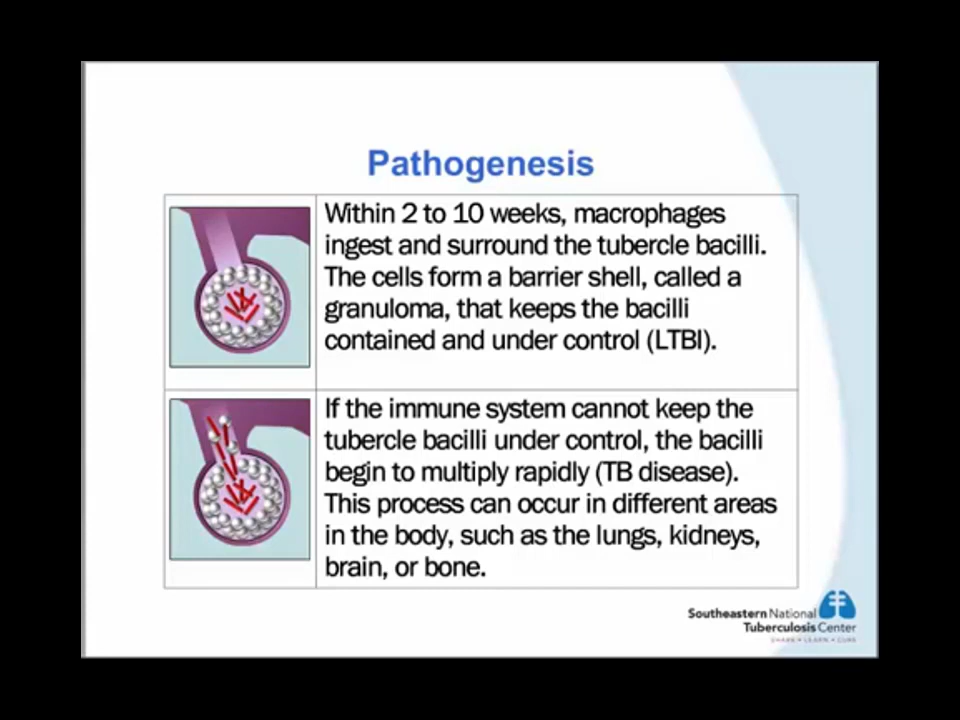 Pathogenesis
Within 2 to 10 weeks, macrophages
ingest and surround the tubercle bacilli.
The cells form a barrier shell, called a
granuloma, that keeps the bacilli
contained and under control (LTBI).
If the immune system cannot keep the
tubercle bacilli under control, the bacilli
begin to multiply rapidly (TB disease).
This process can occur in different areas
in the body, such as the lungs, kidneys,
brain, or bone.
Southeastern National
Tuberculosis Center
SHARE • LEARN • CURE